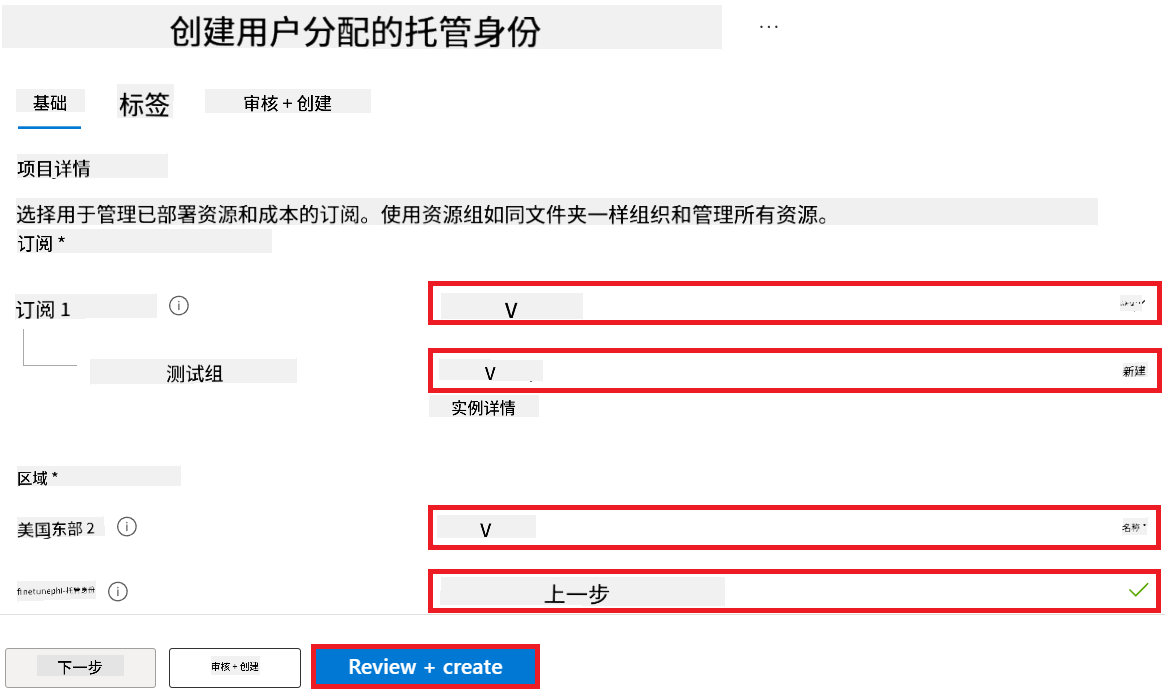 创建用户分配的托管身份
...
基础 标签 审核 + 创建
项目详情
选择用于管理已部署资源和成本的订阅。使用资源组如同文件夹一样组织和管理所有资源。
订阅 *
订阅 1
V
测试组
V 新建
实例详情
区域 *
美国东部 2
V 名称 *
finetunephi-托管身份
上一步
下一步 审核 + 创建 Review + create